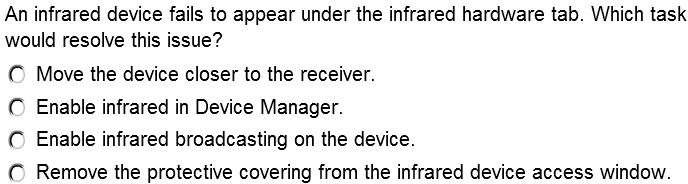 An infrared device fails to appear under the infrared hardware tab. Which task
would resolve this issue?
Move the device closer to the receiver.
Enable infrared in Device Manager.
Enable infrared broadcasting on the device.
Remove the protective covering from the infrared device access window.